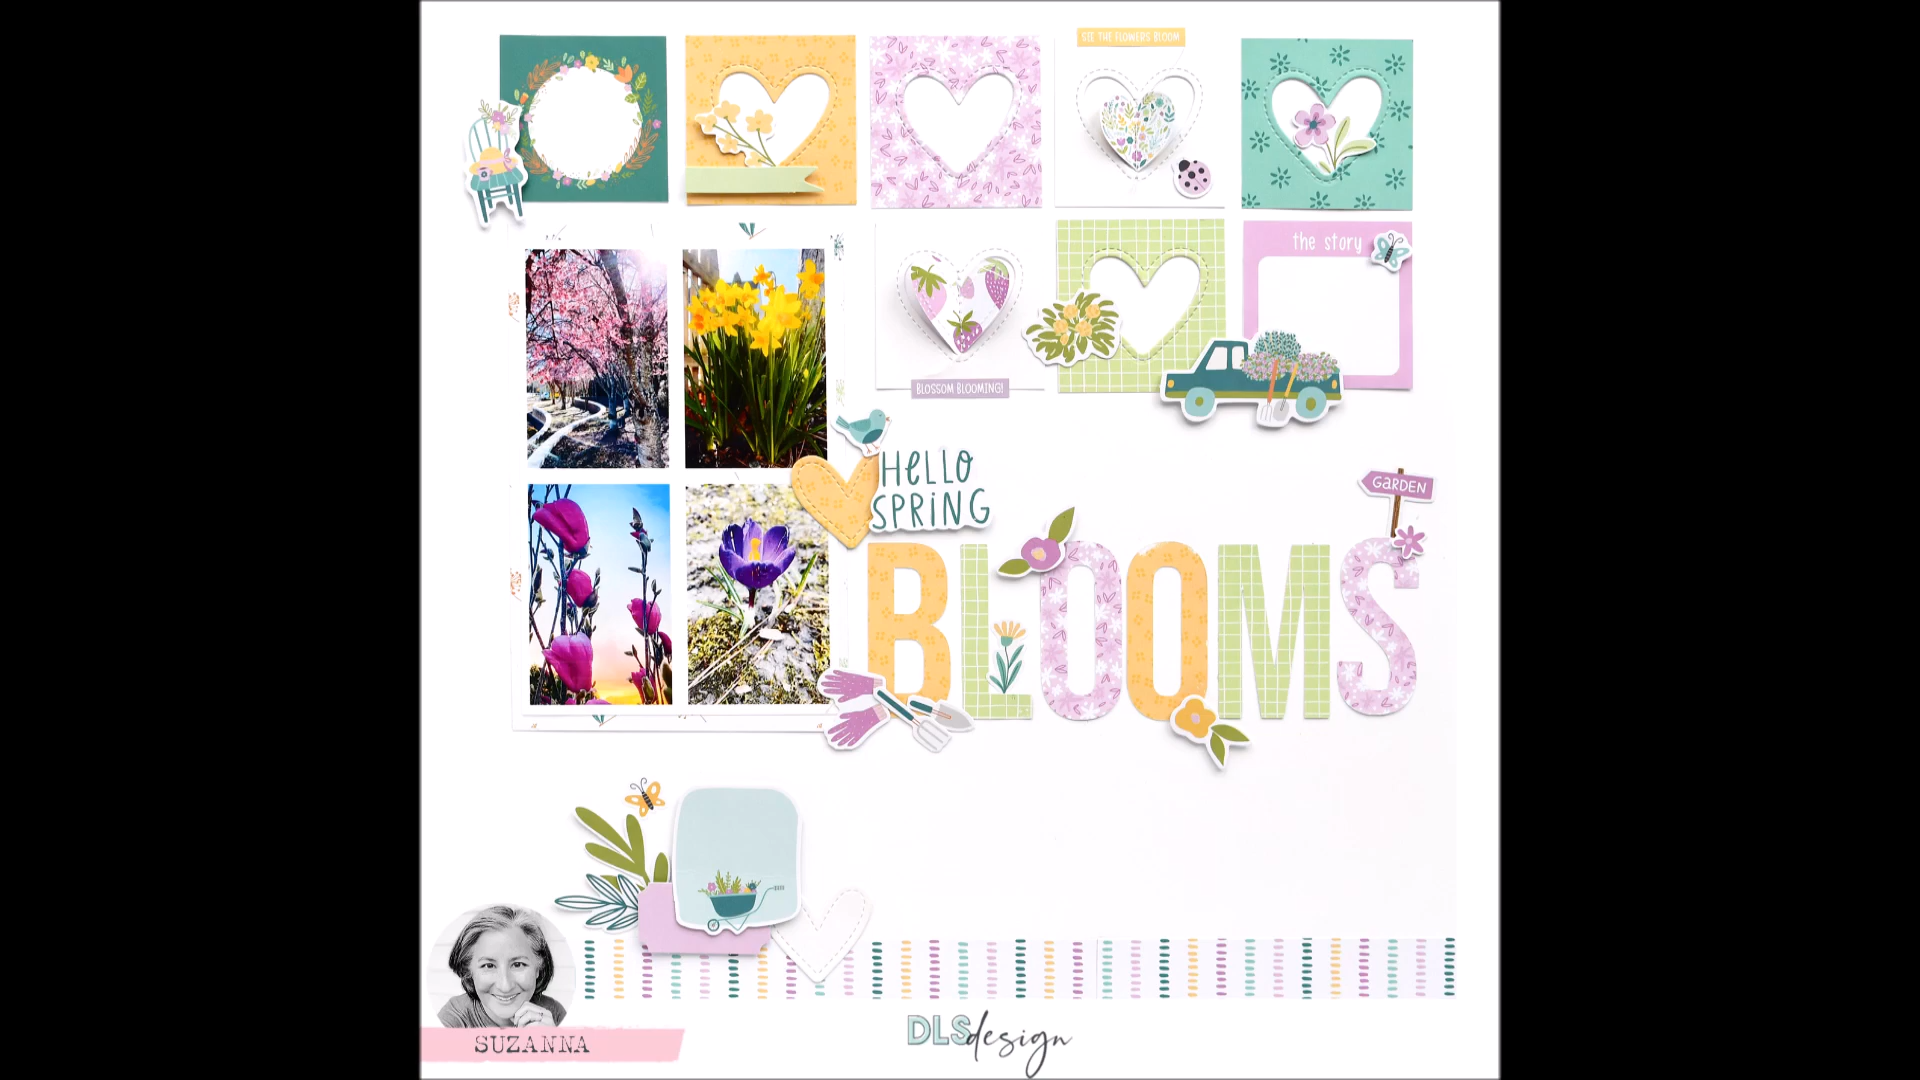 SEE THE FLOWERS BLOOM
the story
BLOSSOM BLOOMING!
HELLO
SPRING
GARDEN
BLOOMS
SUZANNA
DLSdesign